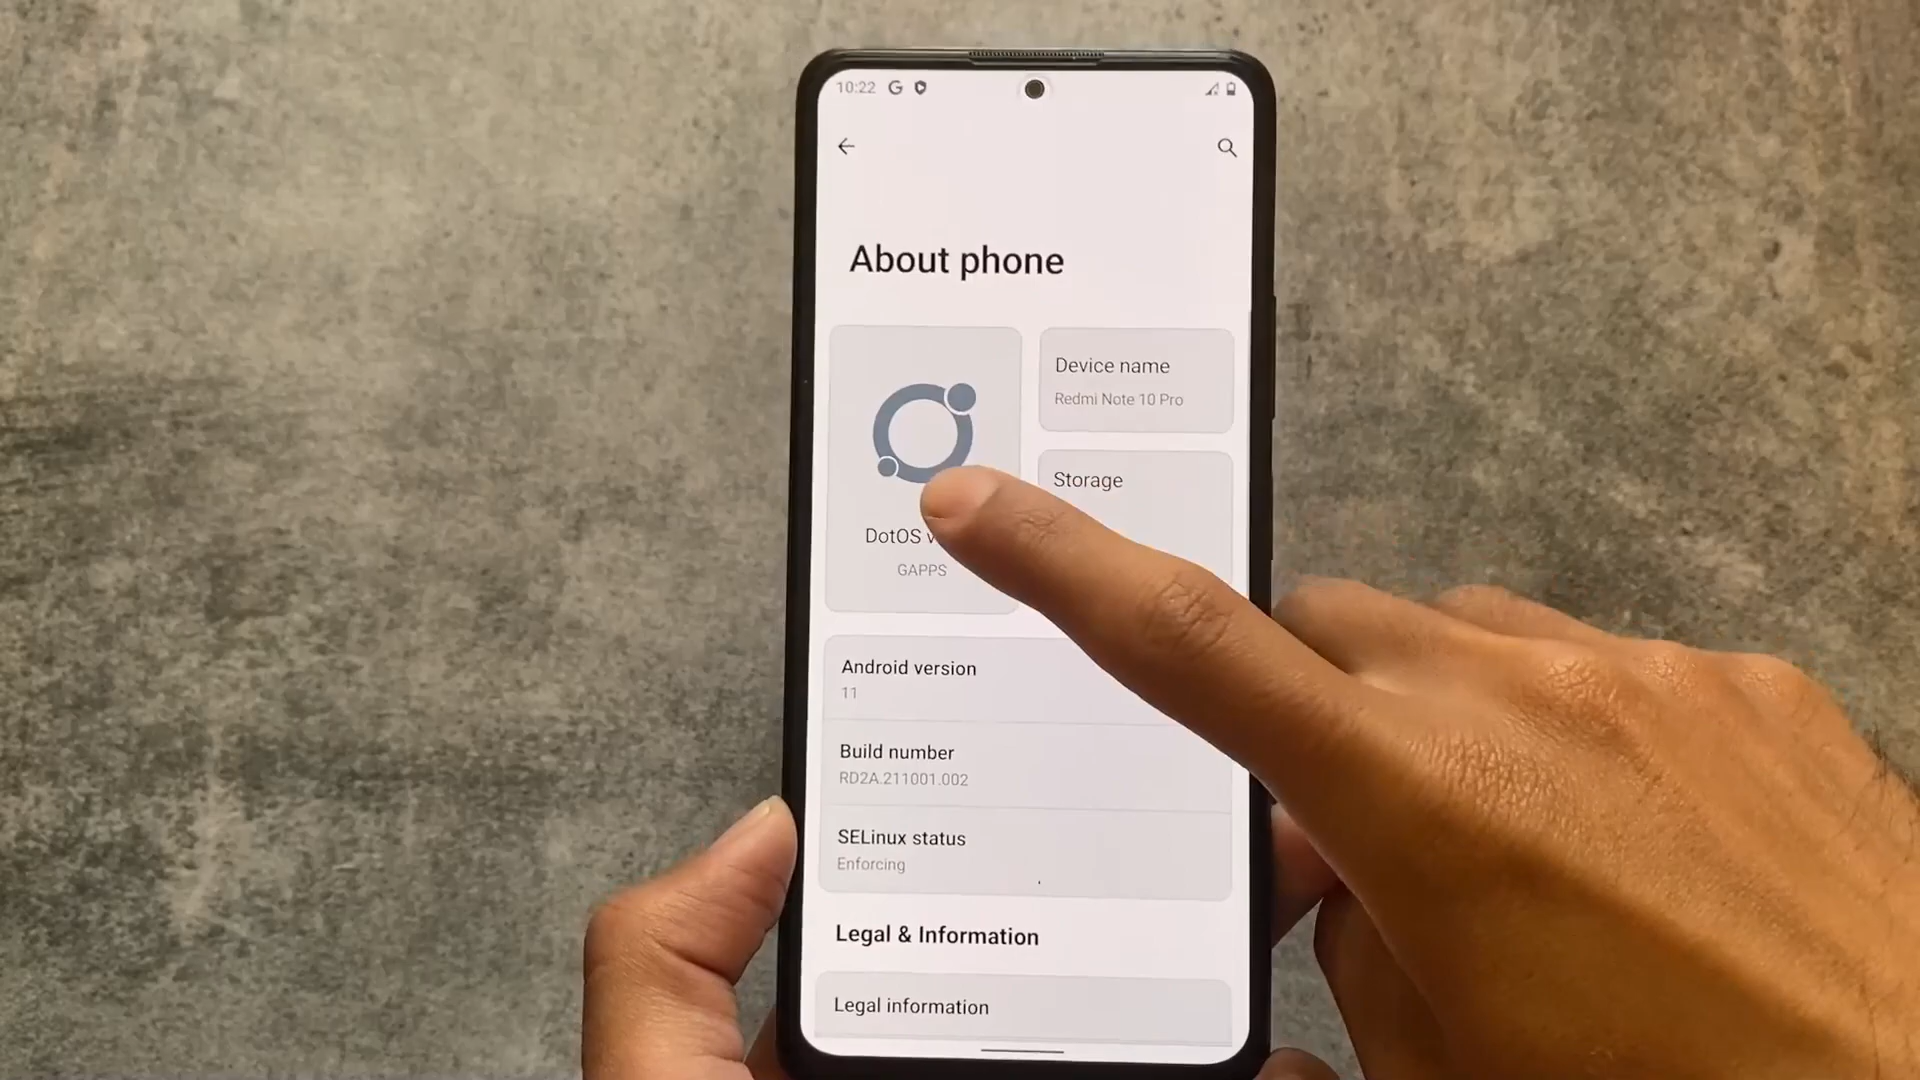 10:22
About phone
Device name
Redmi Note 10 Pro
Storage
DotOS
GAPPS
Android version
11
Build number
RD2A.211001.002
SELinux status
Enforcing
Legal & Information
Legal information